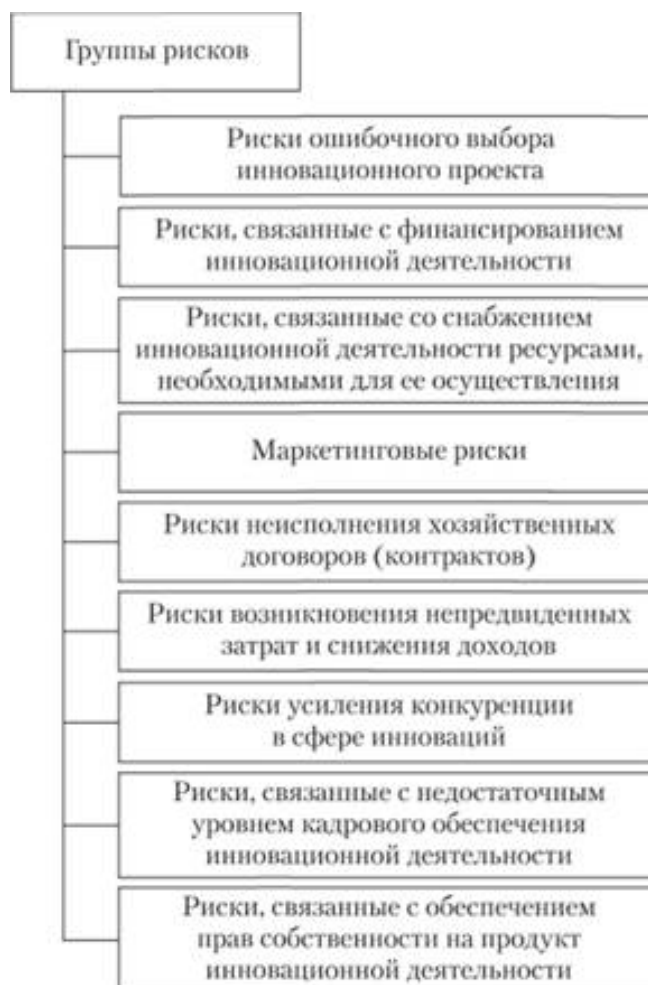 Группы рисков
Риски ошибочного выбора
инновационного проекта
Риски, связанные с финансированием
инновационной деятельности
Риски, связанные со снабжением
инновационной деятельности ресурсами,
необходимыми для ее осуществления
Маркетинговые риски
Риски неисполнения хозяйственных
договоров (контрактов)
Риски возникновения непредвиденных
затрат и снижения доходов
Риски усиления конкуренции
в сфере инноваций
Риски, связанные с недостаточным
уровнем кадрового обеспечения
инновационной деятельности
Риски, связанные с обеспечением
прав собственности на продукт
инновационной деятельности